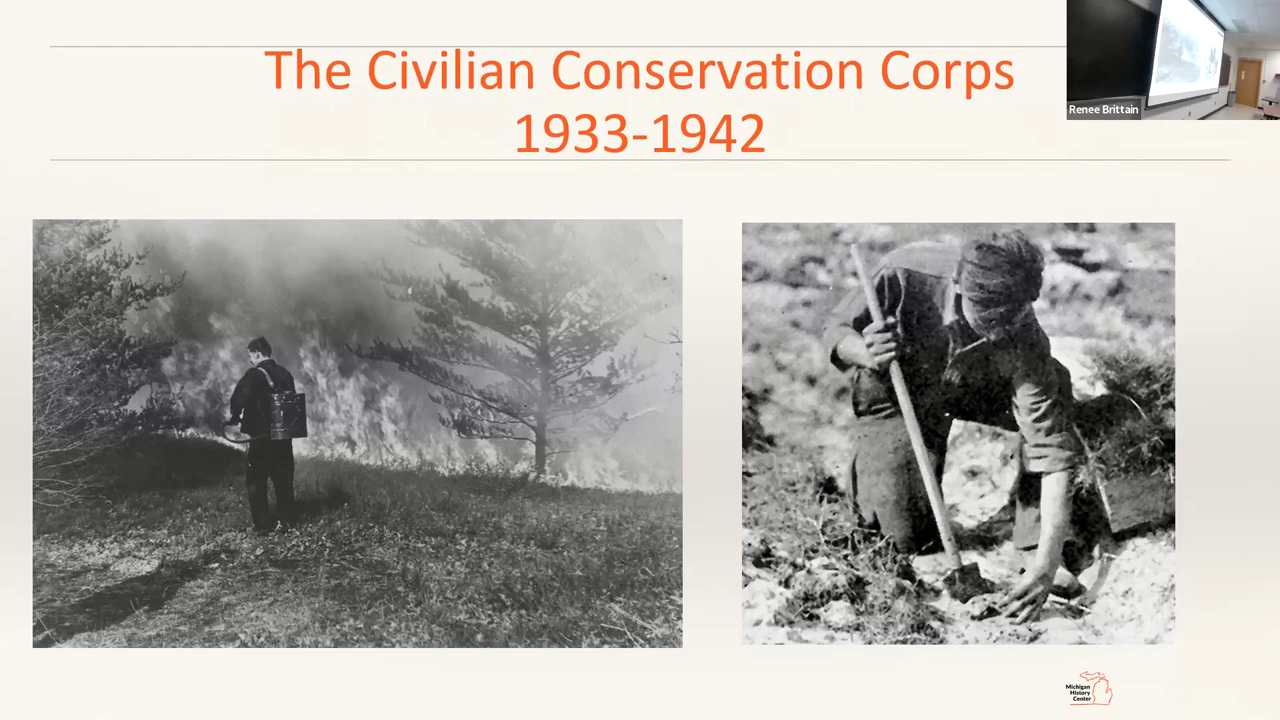 The Civilian Conservation Corps
1933-1942
Renee Brittain
Michigan
History
Center